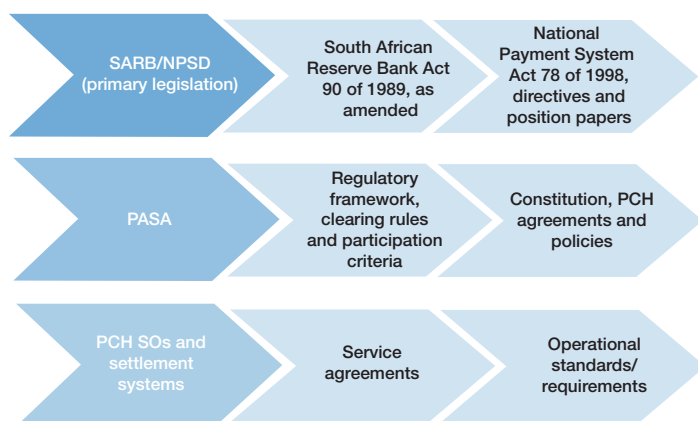 SARB/NPSD
(primary legislation)
South African
Reserve Bank Act
90 of 1989, as
amended
National
Payment System
Act 78 of 1998,
directives and
position papers
PASA
Regulatory
framework,
clearing rules
and participation
criteria
Constitution, PCH
agreements and
policies
PCH SOs and
settlement
systems
Service
agreements
Operational
standards/
requirements